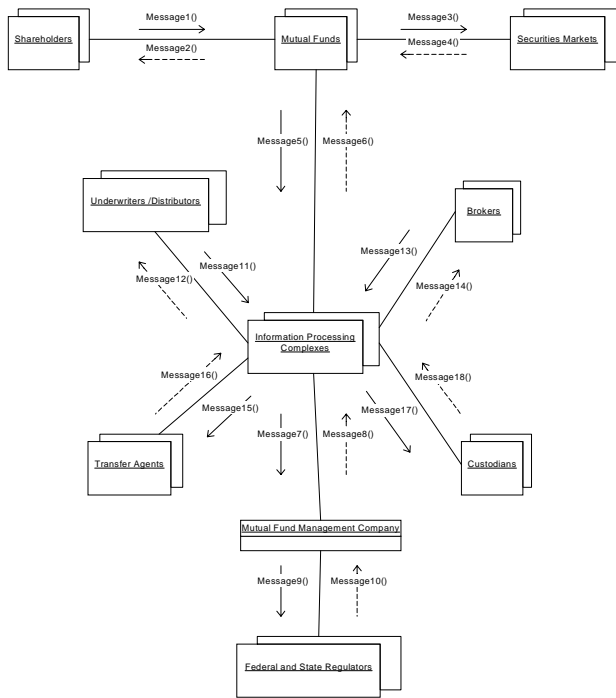 Message1()
Message3()
Shareholders
Mutual Funds
Securities Markets
Message2()
Message4()
Message5()
Message6()
Underwriters /Distributors
Brokers
Message11()
Message13()
Message12()
Message14()
Information Processing
Complexes
Message16()
Message18()
Message15()
Message17()
Message7()
Message8()
Transfer Agents
Custodians
Mutual Fund Management Company
Message9()
Message10()
Federal and State Regulators